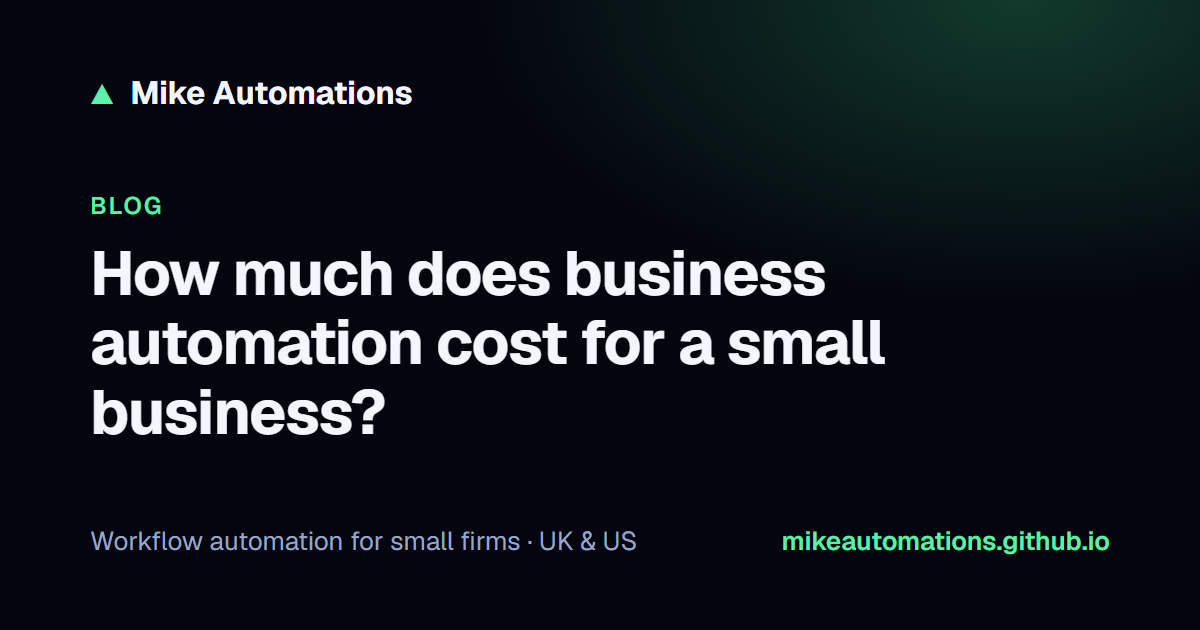 Mike Automations
BLOG
How much does business
automation cost for a small
business?
Workflow automation for small firms · UK & US
mikeautomations.github.io